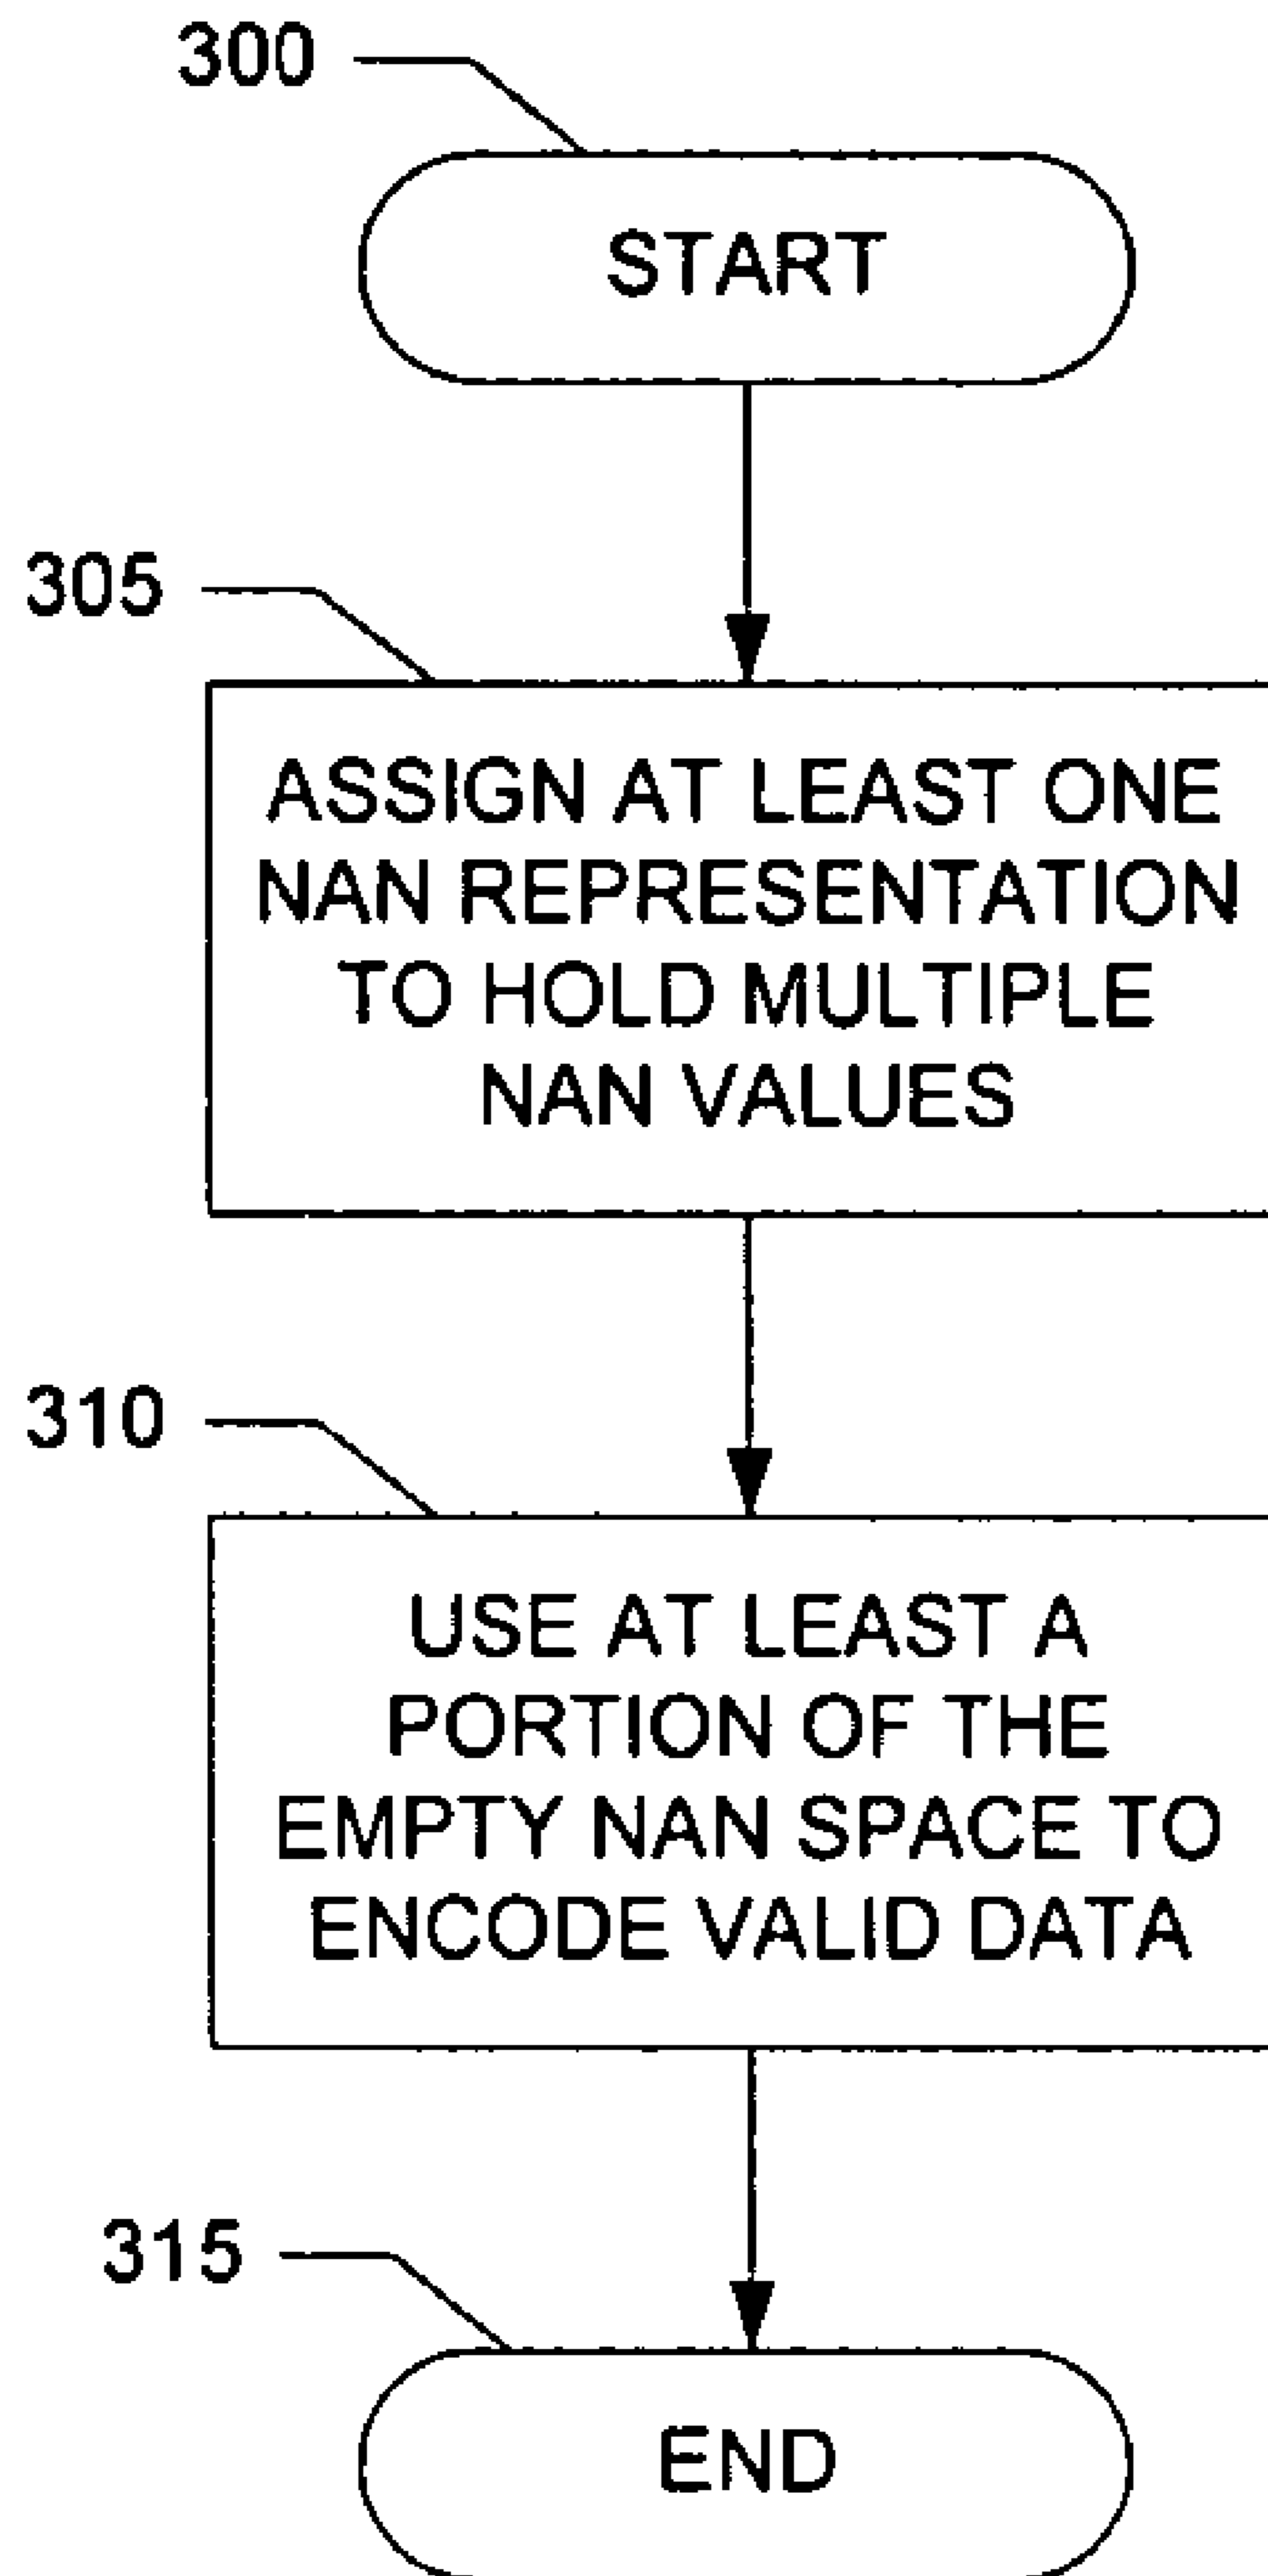 300
START
305
ASSIGN AT LEAST ONE
NAN REPRESENTATION
TO HOLD MULTIPLE
NAN VALUES
310
USE AT LEAST A
PORTION OF THE
EMPTY NAN SPACE TO
ENCODE VALID DATA
315
END